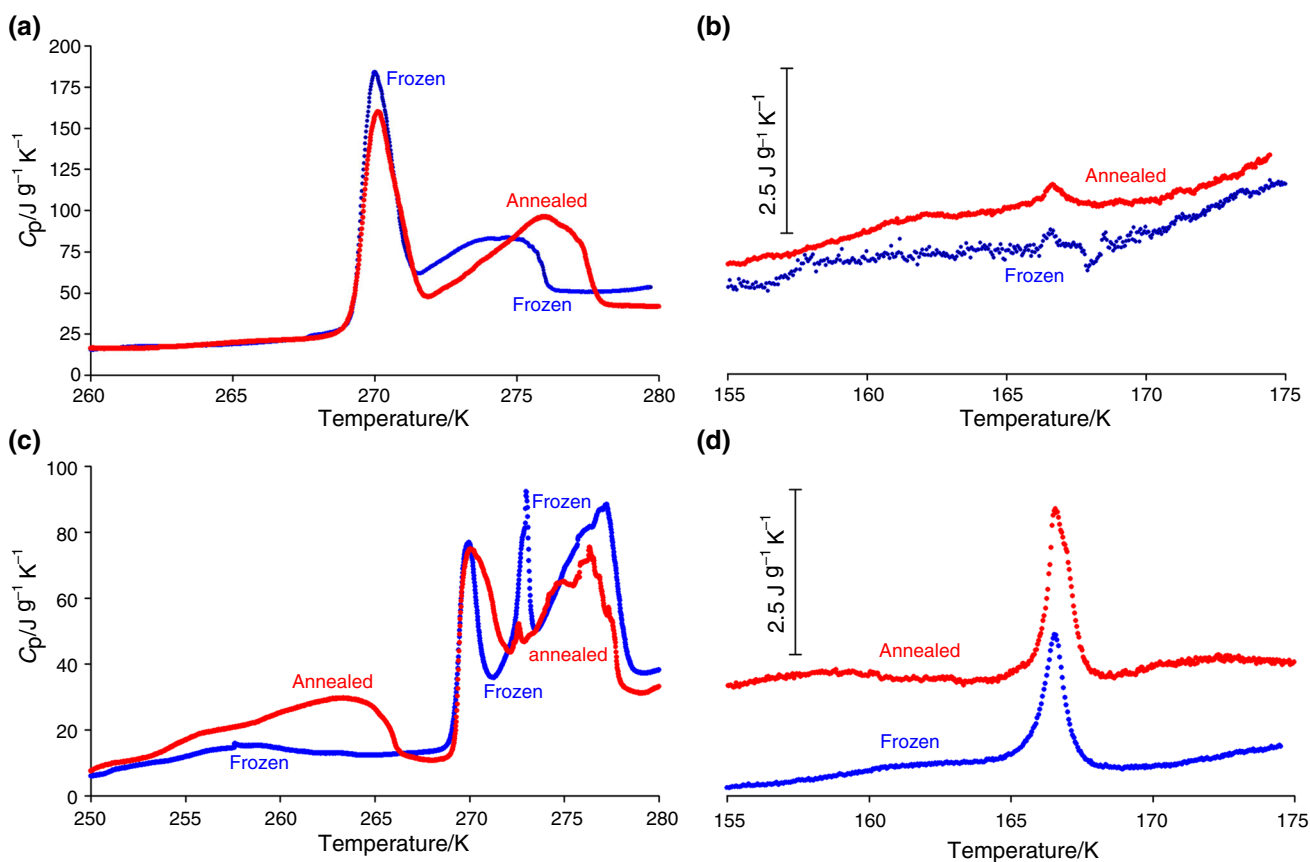 (a)
200
175
150
125
100
75
50
25
0
Cp/J g⁻¹ K⁻¹
Frozen
Annealed
Frozen
260
265
270
275
280
Temperature/K
(b)
2.5 J g⁻¹ K⁻¹
Annealed
Frozen
155
160
165
170
175
Temperature/K
(c)
100
80
60
40
20
0
Cp/J g⁻¹ K⁻¹
Frozen
annealed
Annealed
Frozen
Frozen
250
255
260
265
270
275
280
Temperature/K
(d)
2.5 J g⁻¹ K⁻¹
Annealed
Frozen
155
160
165
170
175
Temperature/K